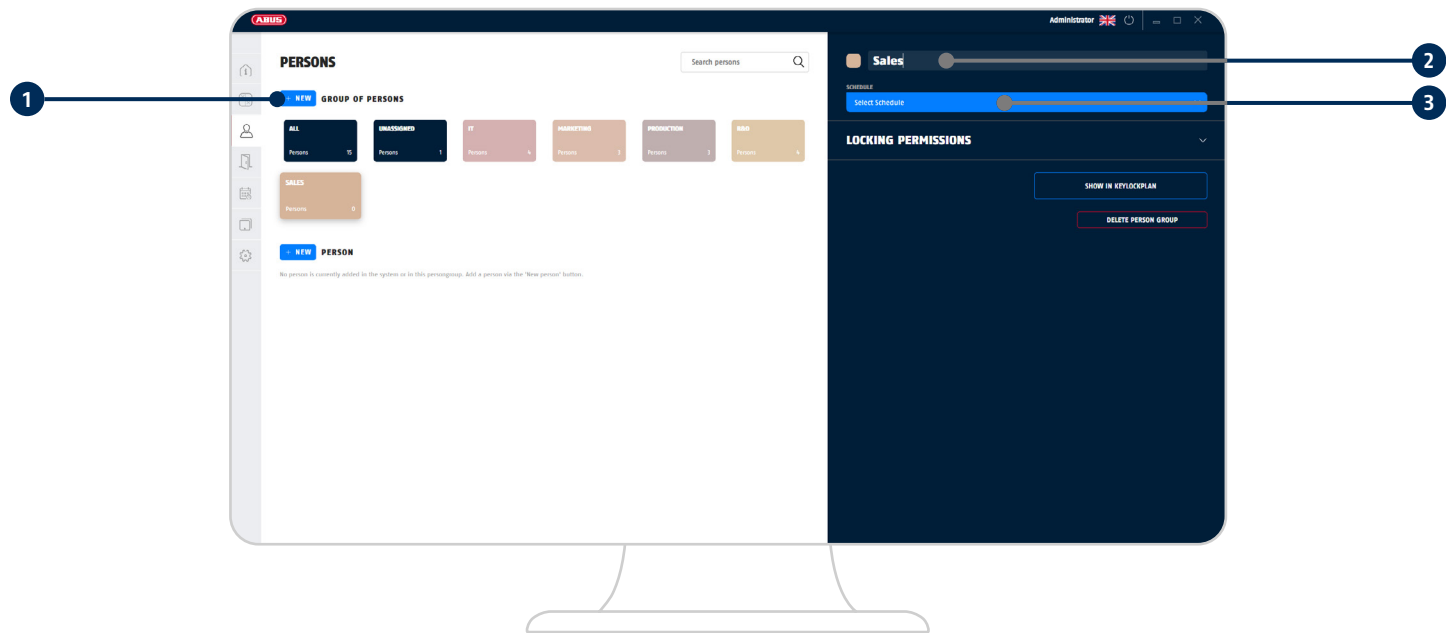 ABUS
Administrator
PERSONS
Search persons
+ NEW GROUP OF PERSONS
ALL
Persons 15
UNASSIGNED
Persons 1
IT
Persons 4
MARKETING
Persons 3
PRODUCTION
Persons 3
R&D
Persons 4
SALES
Persons 0
+ NEW PERSON
No person is currently added in the system or in this persongroup. Add a person via the "New person" button.
Sales
SCHEDULE
Select Schedule
LOCKING PERMISSIONS
SHOW IN KEYLOCKPLAN
DELETE PERSON GROUP
1
2
3